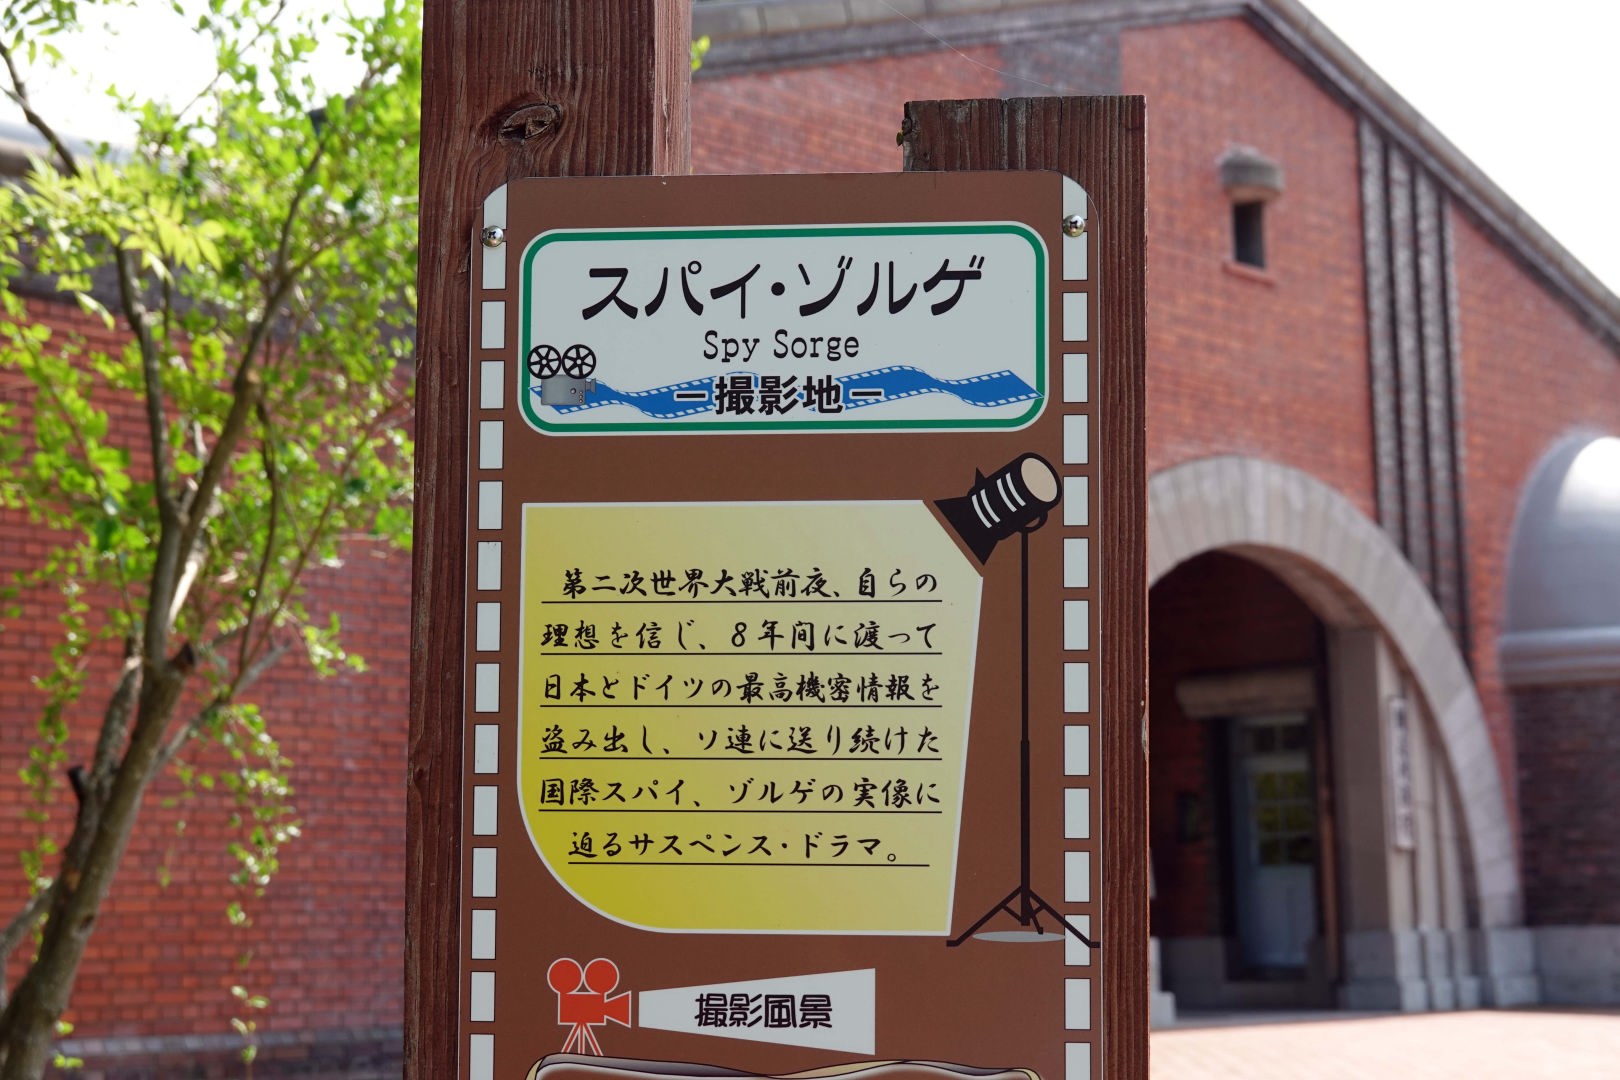 スパイ・ゾルゲ
Spy Sorge
－撮影地－
第二次世界大戦前夜、自らの
理想を信じ、８年間に渡って
日本とドイツの最高機密情報を
盗み出し、ソ連に送り続けた
国際スパイ、ゾルゲの実像に
迫るサスペンス・ドラマ。
撮影風景